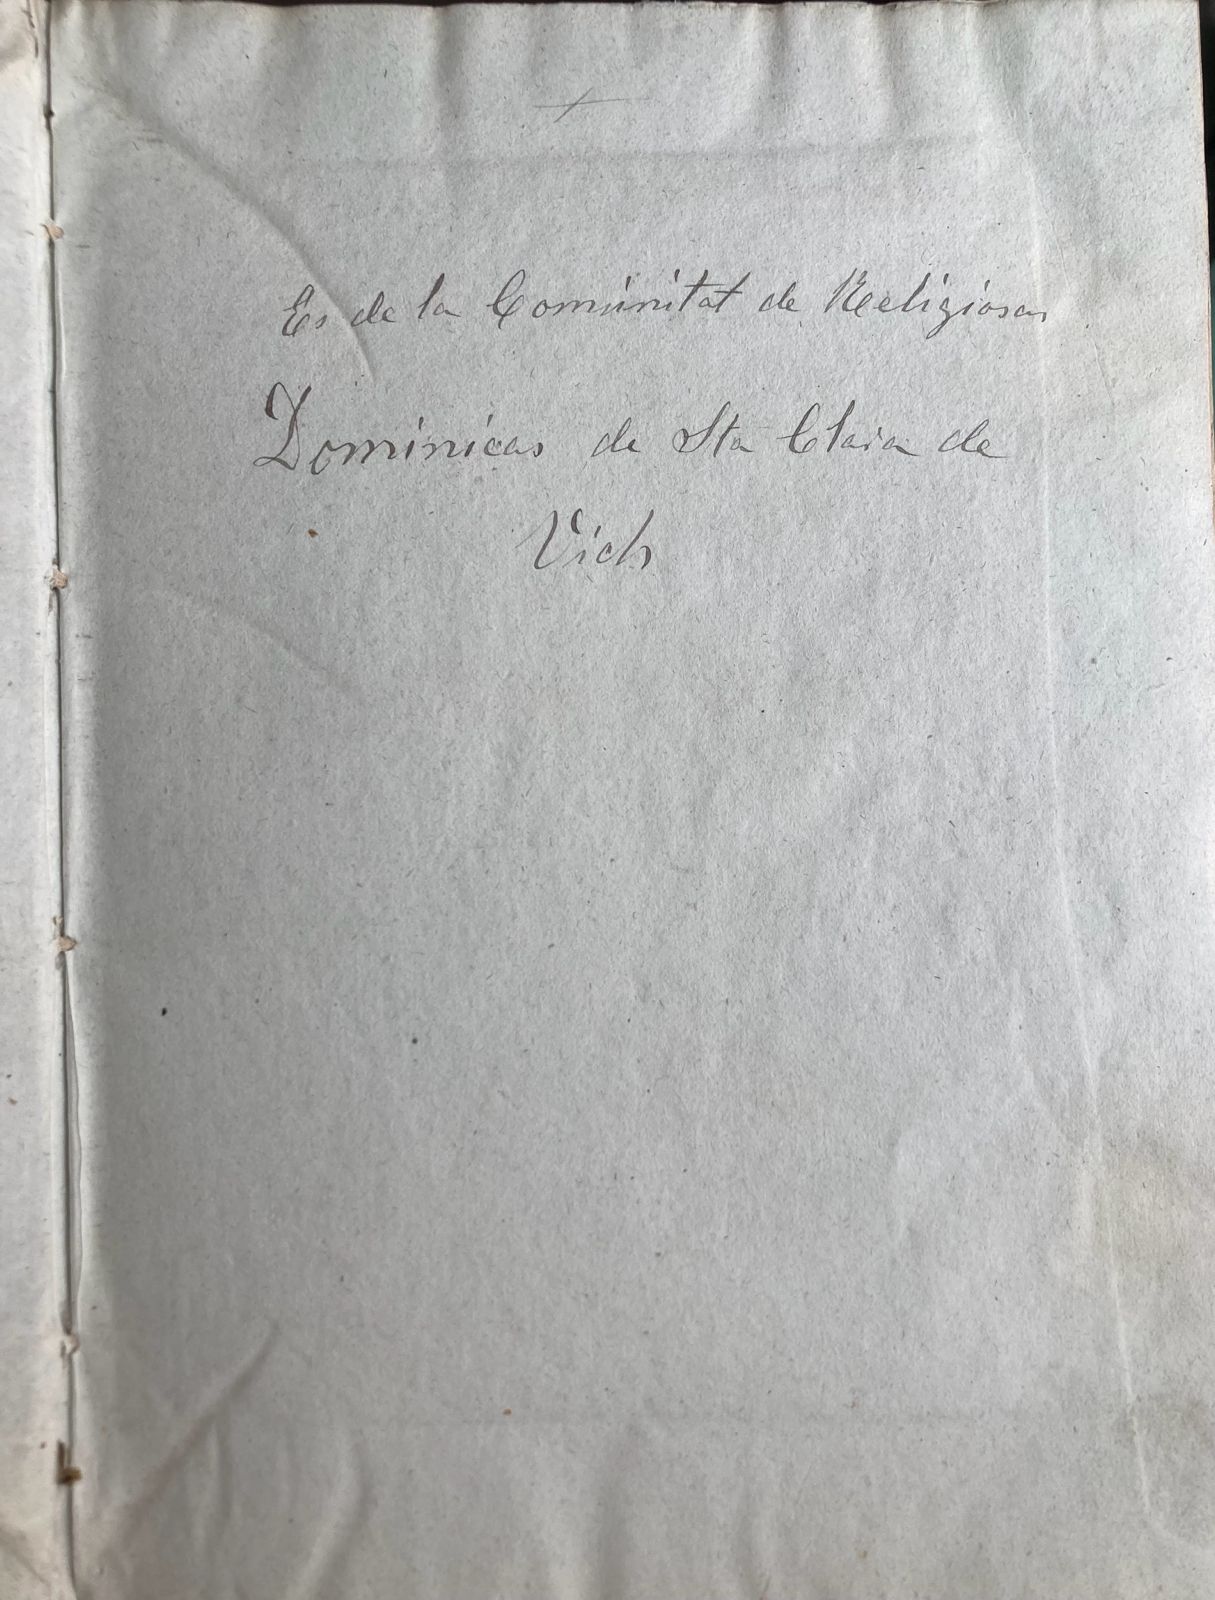 Es de la Comunitat de Religiosas
Dominicas de Sta Clara de
Vich